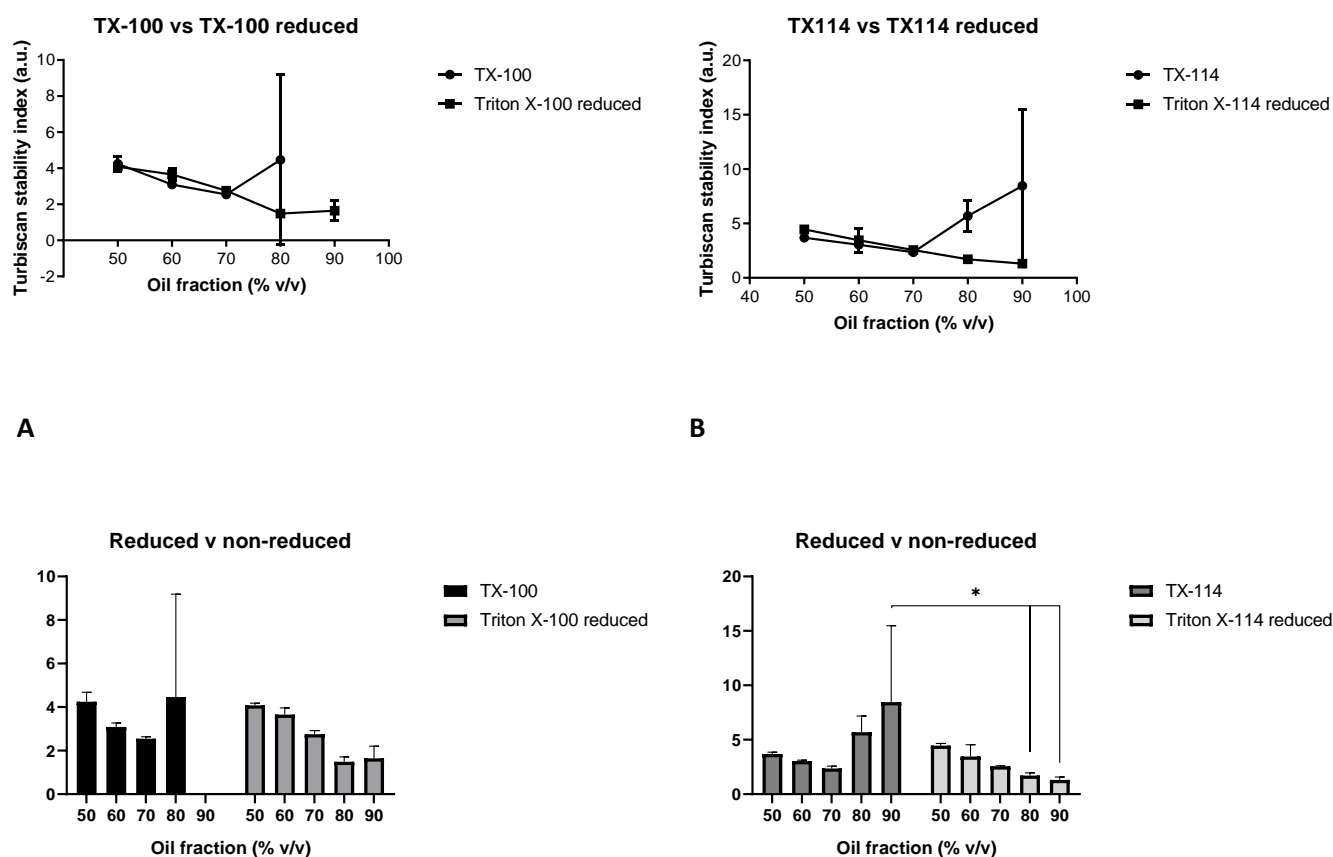 TX-100 vs TX-100 reduced
Turbiscan stability index (a.u.)
10
8
6
4
2
0
-2
50 60 70 80 90 100
Oil fraction (% v/v)
TX-100
Triton X-100 reduced
TX114 vs TX114 reduced
Turbiscan stability index (a.u.)
20
15
10
5
0
40 50 60 70 80 90 100
Oil fraction (% v/v)
TX-114
Triton X-114 reduced
A
B
Reduced v non-reduced
10
8
6
4
2
0
50 60 70 80 90 50 60 70 80 90
Oil fraction (% v/v)
TX-100
Triton X-100 reduced
Reduced v non-reduced
20
15
10
5
0
*
50 60 70 80 90 50 60 70 80 90
Oil fraction (% v/v)
TX-114
Triton X-114 reduced